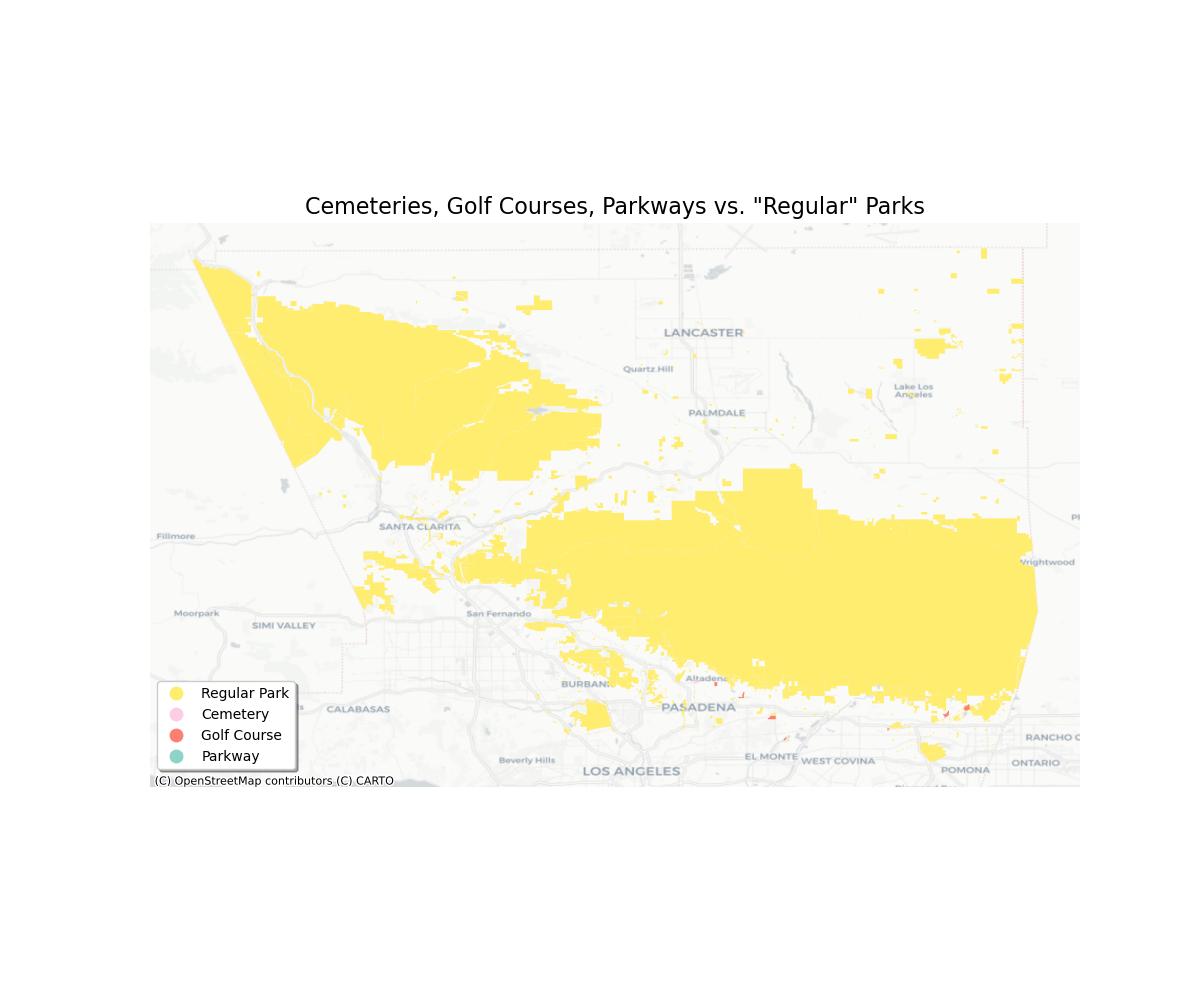 Cemeteries, Golf Courses, Parkways vs. "Regular" Parks
LANCASTER
Quartz Hill
Lake Los
Angeles
PALMDALE
SANTA CLARITA
Fillmore
Wrightwood
Moorpark
San Fernando
SIMI VALLEY
BURBAN
Altadena
Regular Park
CALABASAS
PASADENA
Cemetery
Golf Course
RANCHO C
Parkway
Beverly Hills
EL MONTE
WEST COVINA
ONTARIO
LOS ANGELES
POMONA
(C) OpenStreetMap contributors (C) CARTO